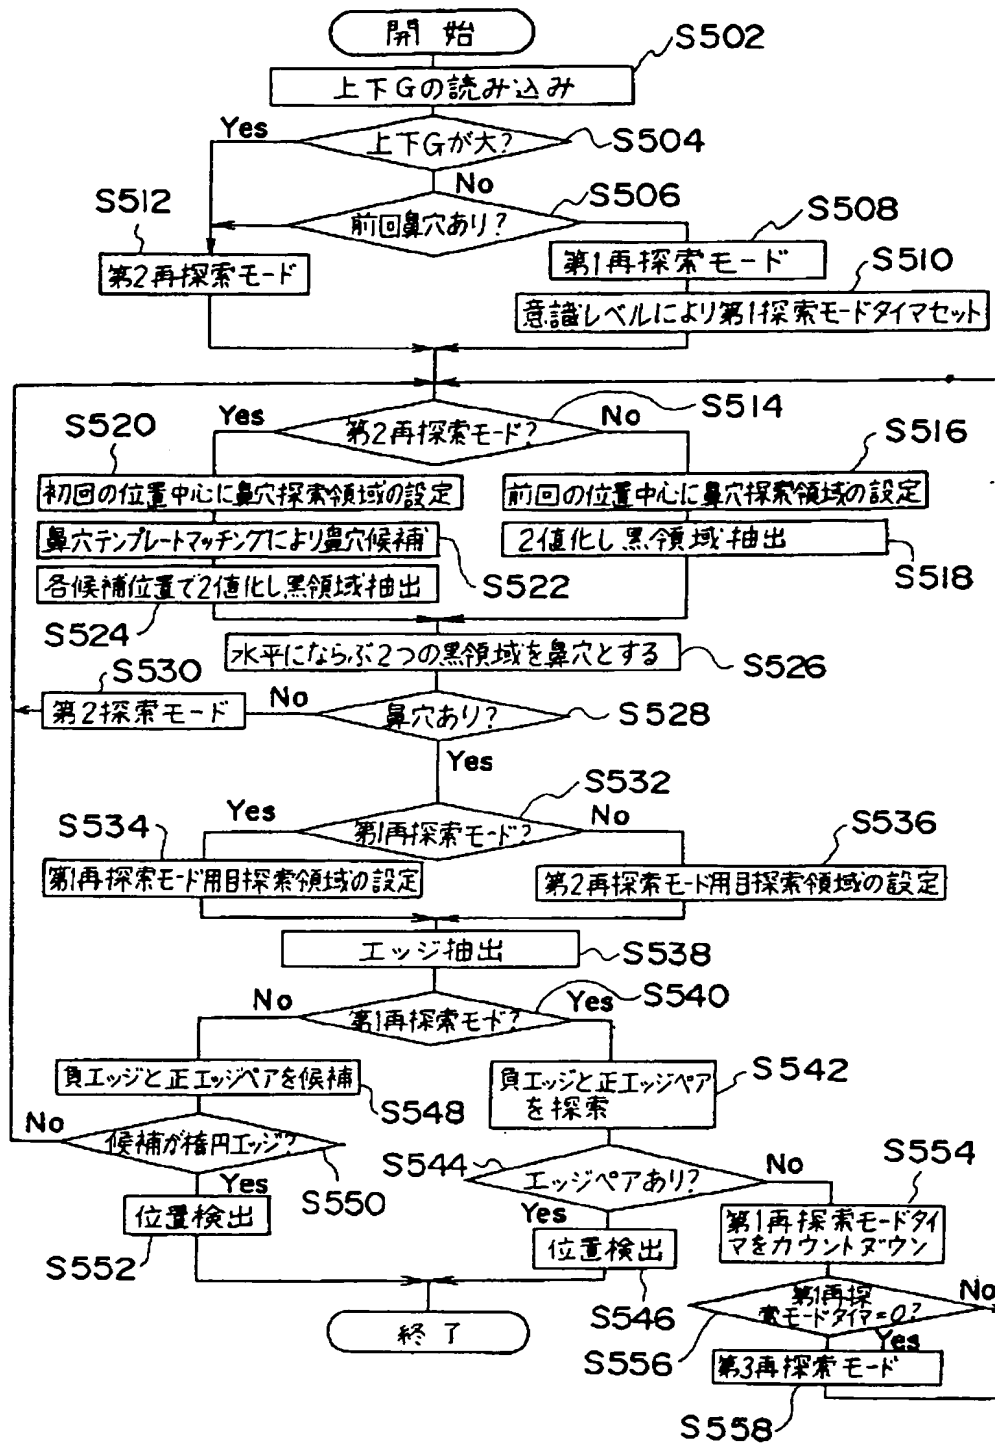 開始
S502
上下Gの読み込み
Yes
上下Gが大?
S504
No
S512
S506
前回鼻穴あり?
S508
第2再探索モード
第1再探索モード
S510
意識レベルにより第1探索モードタイマセット
S520
Yes
第2再探索モード?
No
S514
S516
初回の位置中心に鼻穴探索領域の設定
前回の位置中心に鼻穴探索領域の設定
鼻穴テンプレートマッチングにより鼻穴候補
2値化し黒領域抽出
S522
S518
各候補位置で2値化し黒領域抽出
S524
水平にならぶ2つの黒領域を鼻穴とする
S526
S530
第2探索モード
No
鼻穴あり?
S528
Yes
S532
S534
Yes
第1再探索モード?
No
S536
第1再探索モード用目探索領域の設定
第2再探索モード用目探索領域の設定
エッジ抽出
S538
No
第1再探索モード?
Yes
S540
負エッジと正エッジペアを候補
S548
負エッジと正エッジペア
を探索
S542
No
候補が楕円エッジ?
S550
S544
エッジペアあり?
No
S554
Yes
位置検出
S552
Yes
位置検出
S546
第1再探索モードタイ
マをカウントダウン
終了
第1再探
索モードタイマ=0?
No
S556
Yes
第3再探索モード
S558